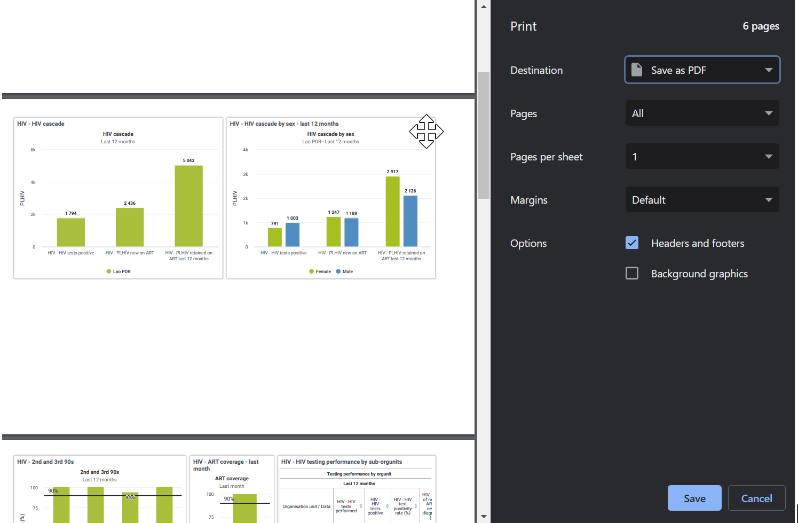 HIV - HIV cascade
HIV cascade
Last 12 months
6k
4k
2k
0
PLHIV
1 794
2 436
5 043
HIV - HIV tests positive
HIV - PLHIV new on ART
HIV - PLHIV retained on
ART last 12 months
Lao PDR
HIV - HIV cascade by sex - last 12 months
HIV cascade by sex
Lao PDR - Last 12 months
4k
3k
2k
1k
0
PLHIV
791
1 003
1 247
1 189
2 917
2 126
HIV - HIV tests positive
HIV - PLHIV new on ART
HIV - PLHIV retained on
ART last 12 months
Female
Male
HIV - 2nd and 3rd 90s
2nd and 3rd 90s
Last 12 months
100
75
(%)
90%
90%
HIV - ART coverage - last
month
ART coverage
Last month
100
75
90%
HIV - HIV testing performance by sub-orgunits
Testing performance by orgunit
Last 12 months
Organisation unit / Data
HIV - HIV
tests
performed
HIV -
HIV
tests
positive
HIV - HIV
test
positivity
rate (%)
HIV
Print
6 pages
Destination
Save as PDF
Pages
All
Pages per sheet
1
Margins
Default
Options
Headers and footers
Background graphics
Save
Cancel